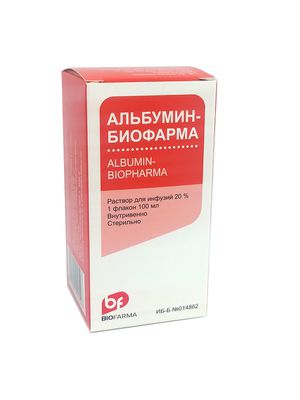 АЛЬБУМИН-
БИОФАРМА
ALBUMIN-
BIOPHARMA
Раствор для инфузий 20 %
1 флакон 100 мл
Внутривенно
Стерильно
bf
BIOFARMA
ИБ-Б №014862